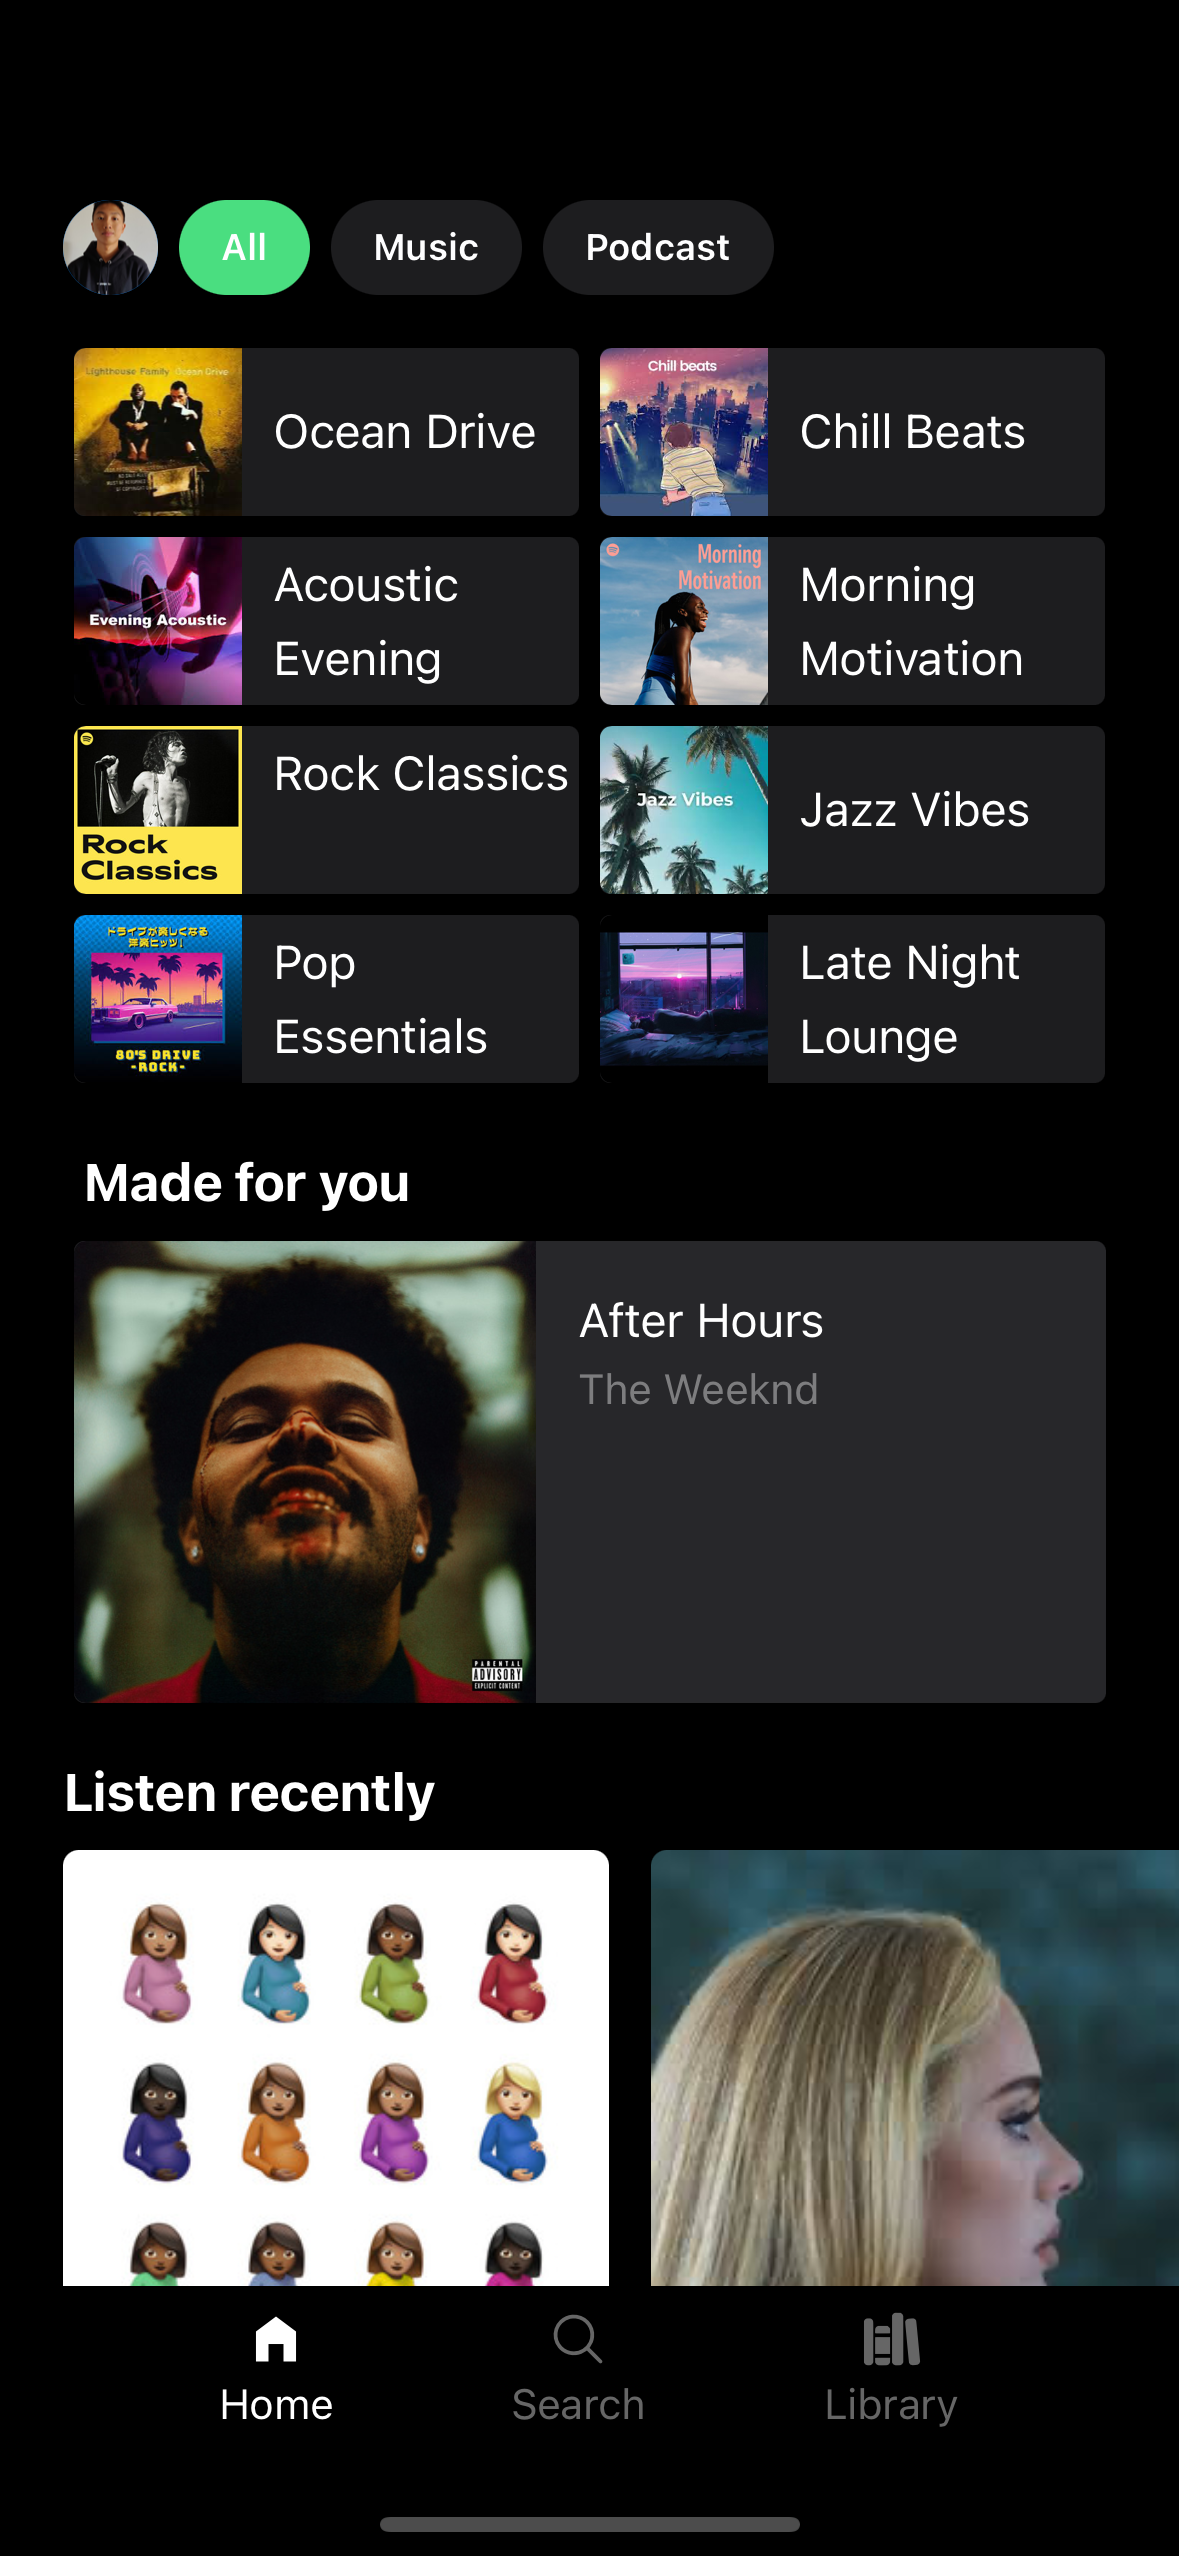 All
Music
Podcast
Lighthouse Family Ocean Drive
Ocean Drive
Chill beats
Chill Beats
Evening Acoustic
Acoustic
Evening
Morning
Motivation
Morning
Motivation
Rock
Classics
Rock Classics
Jazz Vibes
Jazz Vibes
ドライブが楽しくなる
洋楽ヒッツ!
80'S DRIVE
-ROCK-
Pop
Essentials
Late Night
Lounge
Made for you
PARENTAL
ADVISORY
EXPLICIT CONTENT
After Hours
The Weeknd
Listen recently
Home
Search
Library